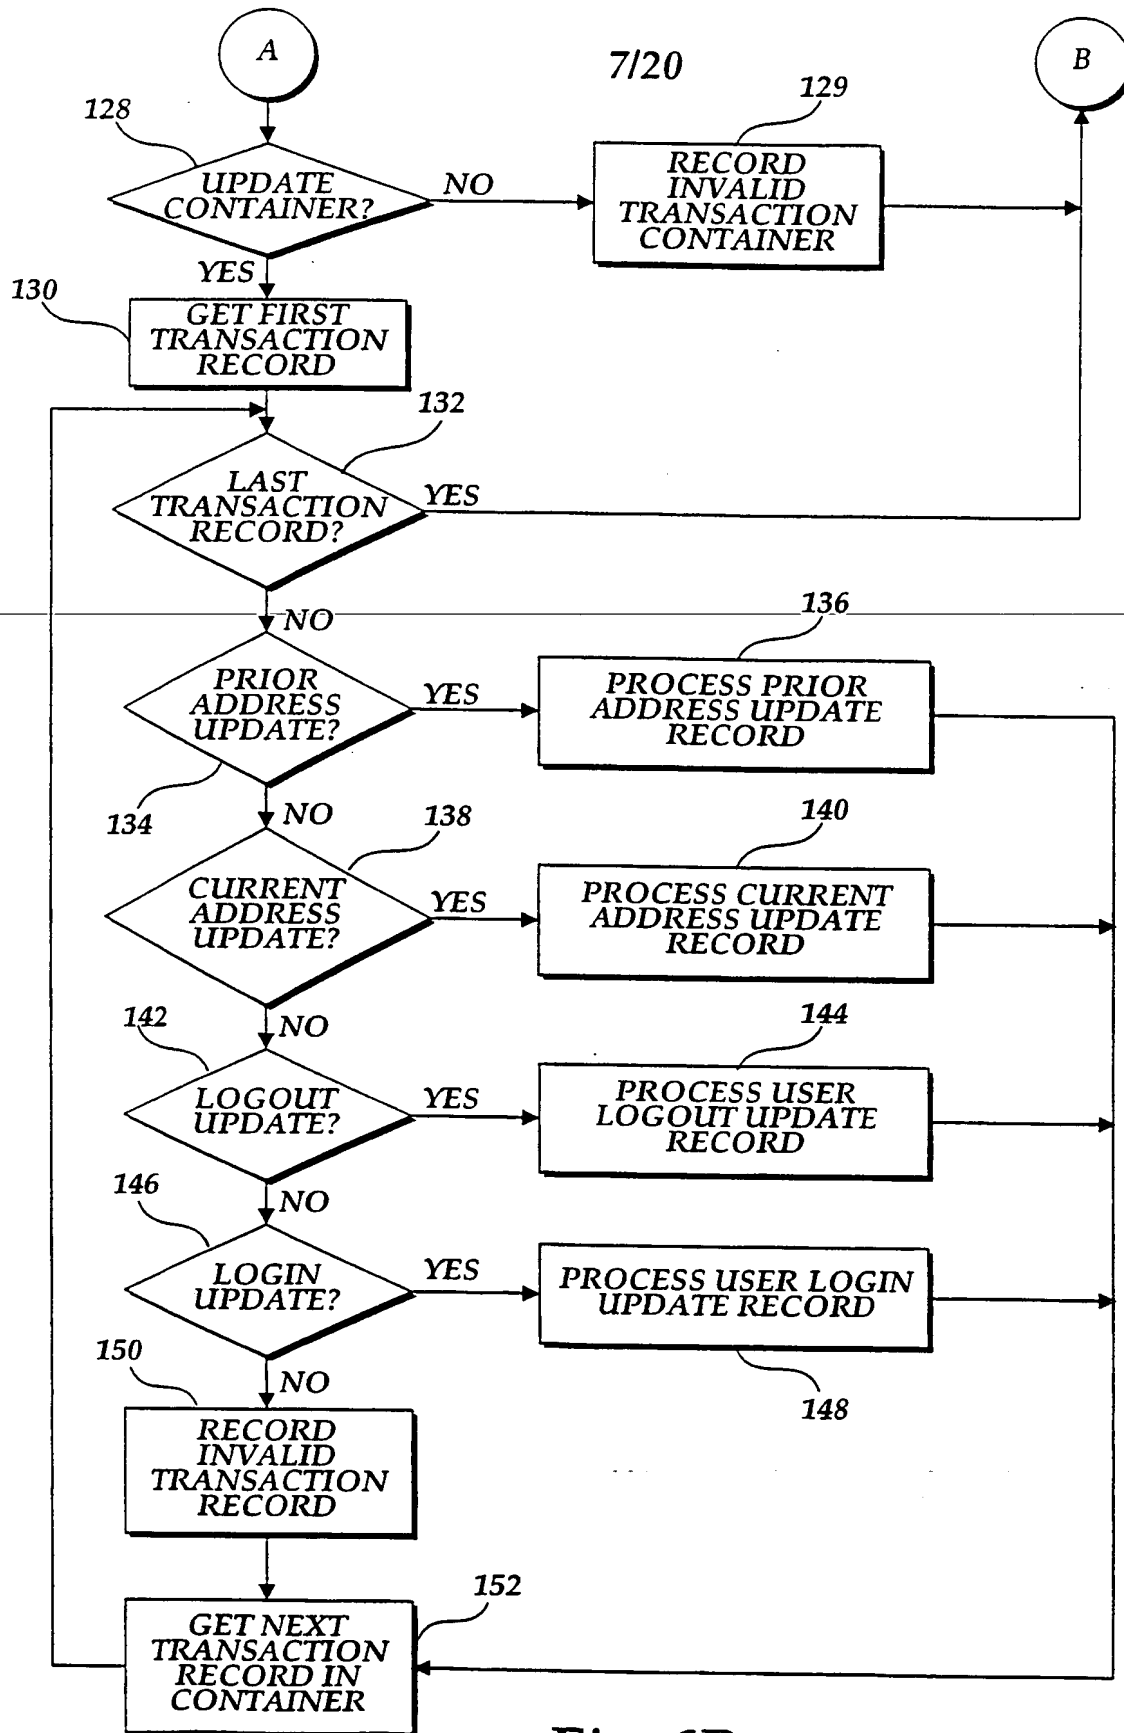 A
7/20
B
128
129
UPDATE
CONTAINER?
NO
RECORD
INVALID
TRANSACTION
CONTAINER
YES
130
GET FIRST
TRANSACTION
RECORD
132
LAST
TRANSACTION
RECORD?
YES
NO
136
PRIOR
ADDRESS
UPDATE?
YES
PROCESS PRIOR
ADDRESS UPDATE
RECORD
134
NO
138
140
CURRENT
ADDRESS
UPDATE?
YES
PROCESS CURRENT
ADDRESS UPDATE
RECORD
142
NO
144
LOGOUT
UPDATE?
YES
PROCESS USER
LOGOUT UPDATE
RECORD
146
NO
LOGIN
UPDATE?
YES
PROCESS USER LOGIN
UPDATE RECORD
150
NO
148
RECORD
INVALID
TRANSACTION
RECORD
152
GET NEXT
TRANSACTION
RECORD IN
CONTAINER